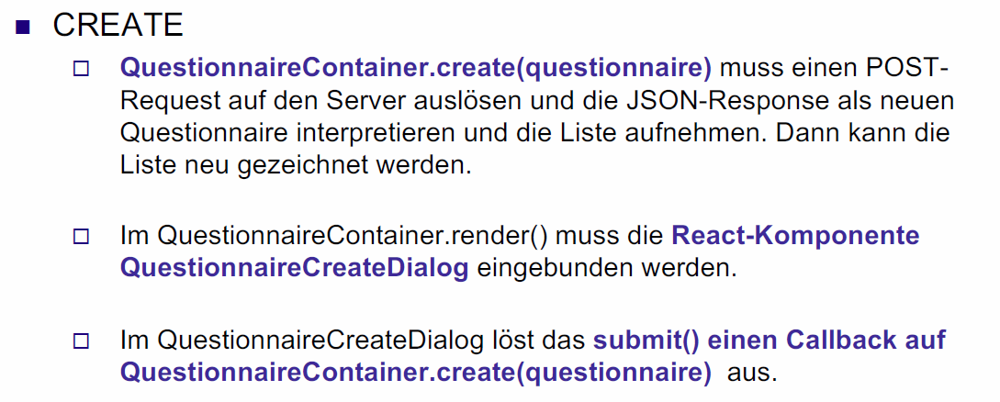 CREATE
QuestionnaireContainer.create(questionnaire) muss einen POST-
Request auf den Server auslösen und die JSON-Response als neuen
Questionnaire interpretieren und die Liste aufnehmen. Dann kann die
Liste neu gezeichnet werden.
Im QuestionnaireContainer.render() muss die React-Komponente
QuestionnaireCreateDialog eingebunden werden.
Im QuestionnaireCreateDialog löst das submit() einen Callback auf
QuestionnaireContainer.create(questionnaire) aus.